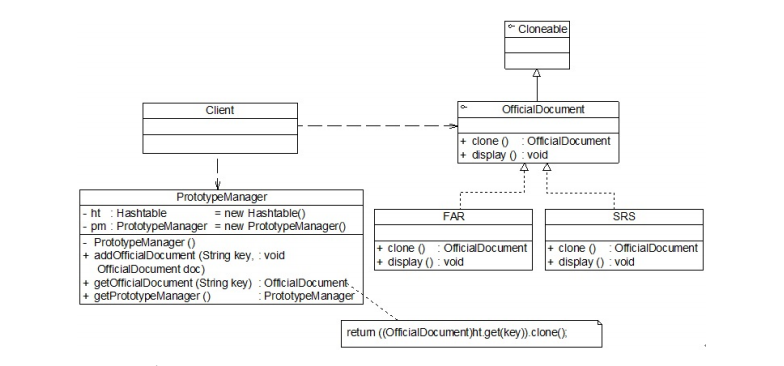 Cloneable
Client
OfficialDocument
+ clone () : OfficialDocument
+ display () : void
PrototypeManager
- ht : Hashtable = new Hashtable()
- pm : PrototypeManager = new PrototypeManager()
- PrototypeManager ()
+ addOfficialDocument (String key, : void
OfficialDocument doc)
+ getOfficialDocument (String key) : OfficialDocument
+ getPrototypeManager () : PrototypeManager
FAR
+ clone () : OfficialDocument
+ display () : void
SRS
+ clone () : OfficialDocument
+ display () : void
return ((OfficialDocument)ht.get(key)).clone();